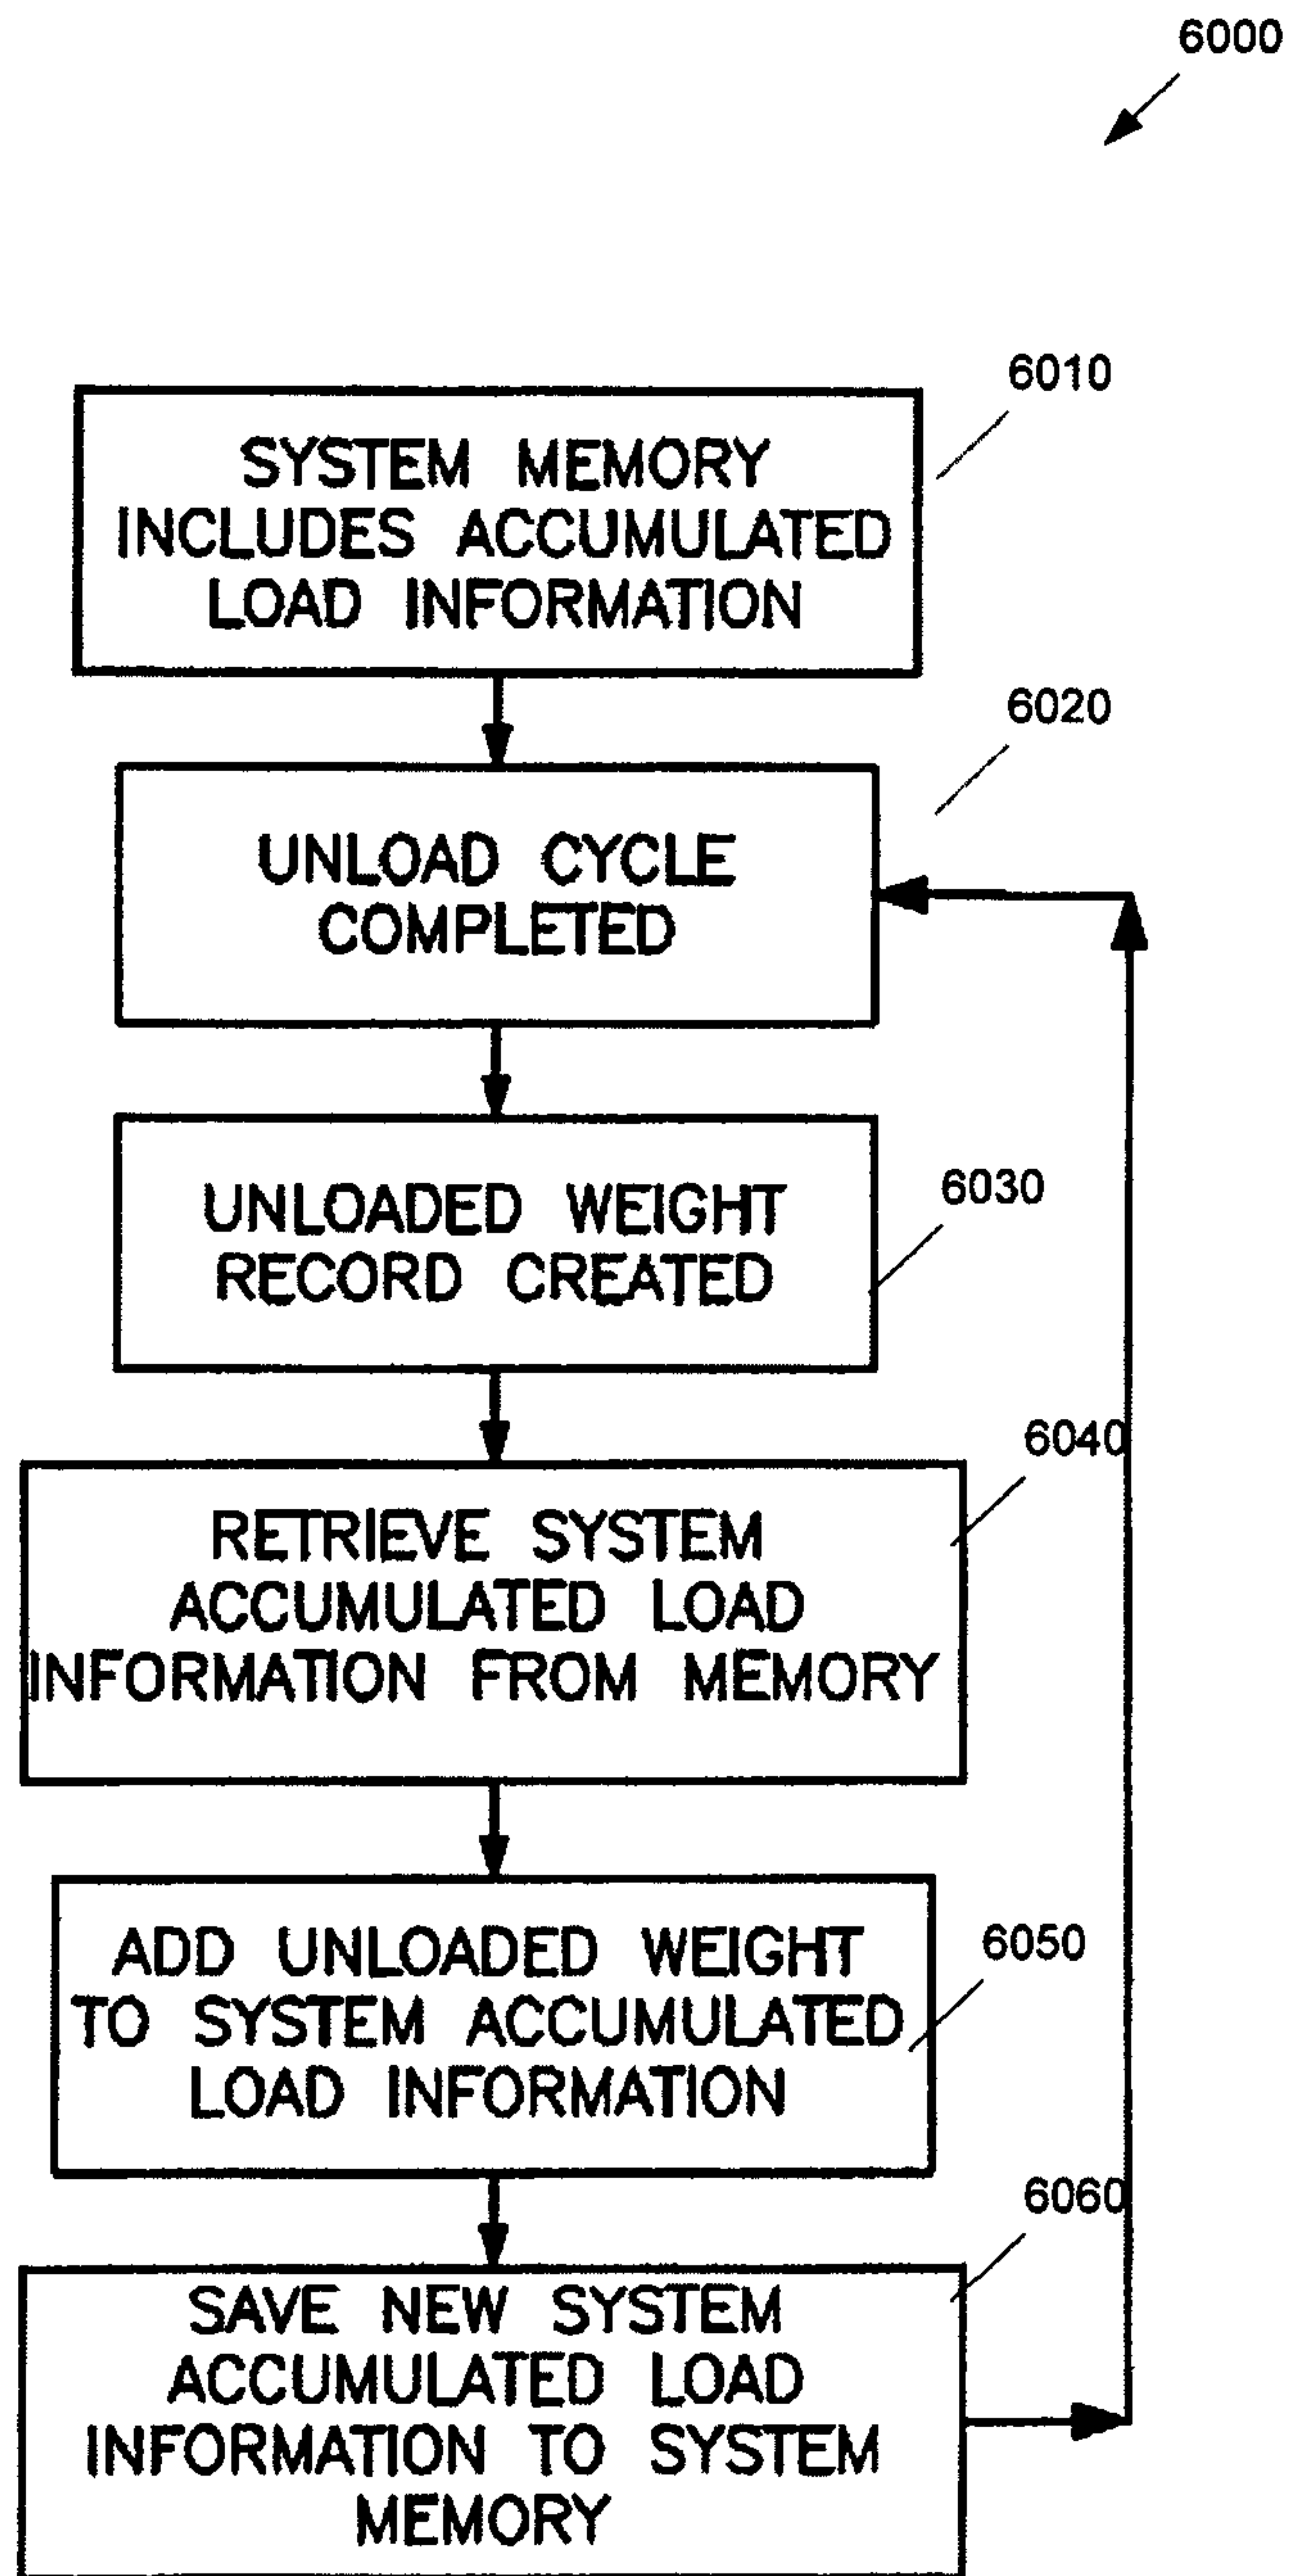 6000
6010
SYSTEM MEMORY
INCLUDES ACCUMULATED
LOAD INFORMATION
6020
UNLOAD CYCLE
COMPLETED
6030
UNLOADED WEIGHT
RECORD CREATED
6040
RETRIEVE SYSTEM
ACCUMULATED LOAD
INFORMATION FROM MEMORY
6050
ADD UNLOADED WEIGHT
TO SYSTEM ACCUMULATED
LOAD INFORMATION
6060
SAVE NEW SYSTEM
ACCUMULATED LOAD
INFORMATION TO SYSTEM
MEMORY